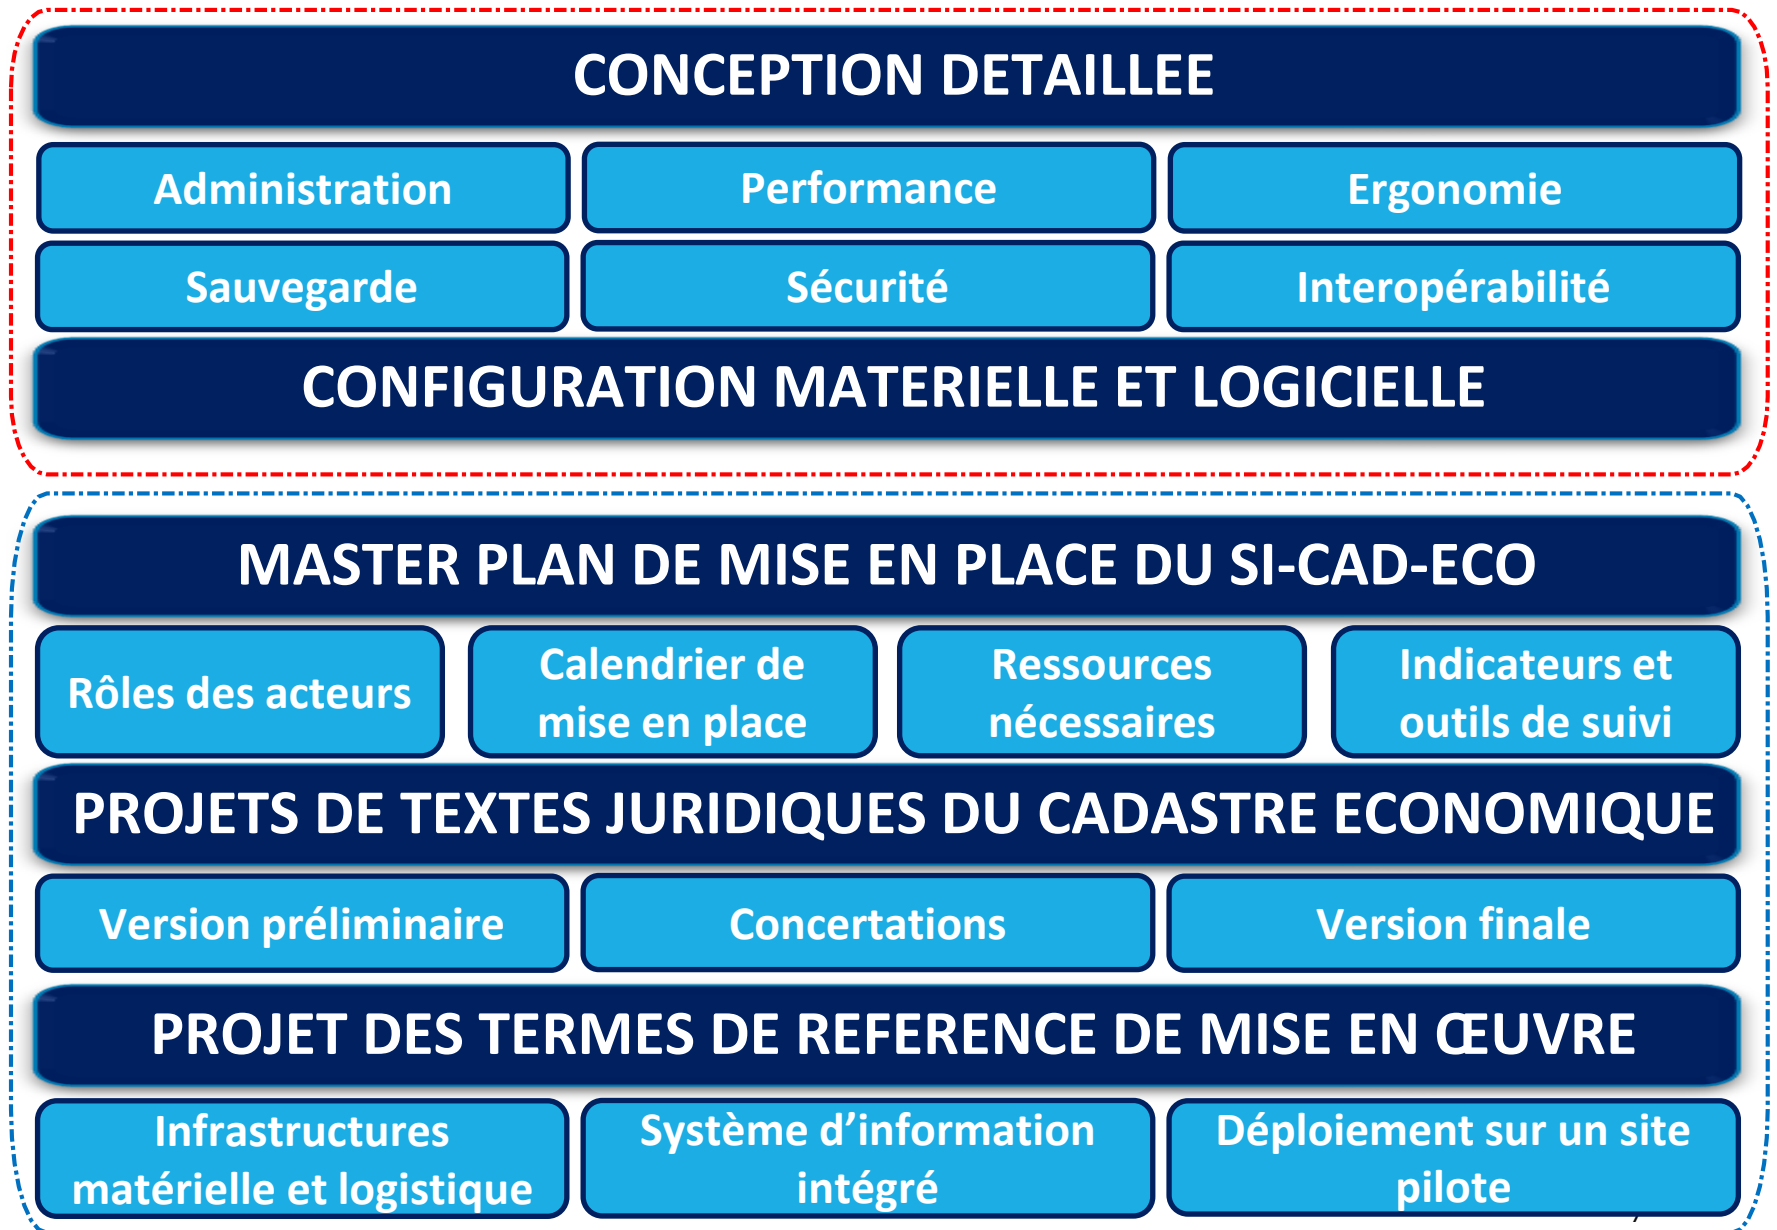 CONCEPTION DETAILLEE
Administration
Performance
Ergonomie
Sauvegarde
Sécurité
Interopérabilité
CONFIGURATION MATERIELLE ET LOGICIELLE
MASTER PLAN DE MISE EN PLACE DU SI-CAD-ECO
Rôles des acteurs
Calendrier de
mise en place
Ressources
nécessaires
Indicateurs et
outils de suivi
PROJETS DE TEXTES JURIDIQUES DU CADASTRE ECONOMIQUE
Version préliminaire
Concertations
Version finale
PROJET DES TERMES DE REFERENCE DE MISE EN ŒUVRE
Infrastructures
matérielle et logistique
Système d’information
intégré
Déploiement sur un site
pilote